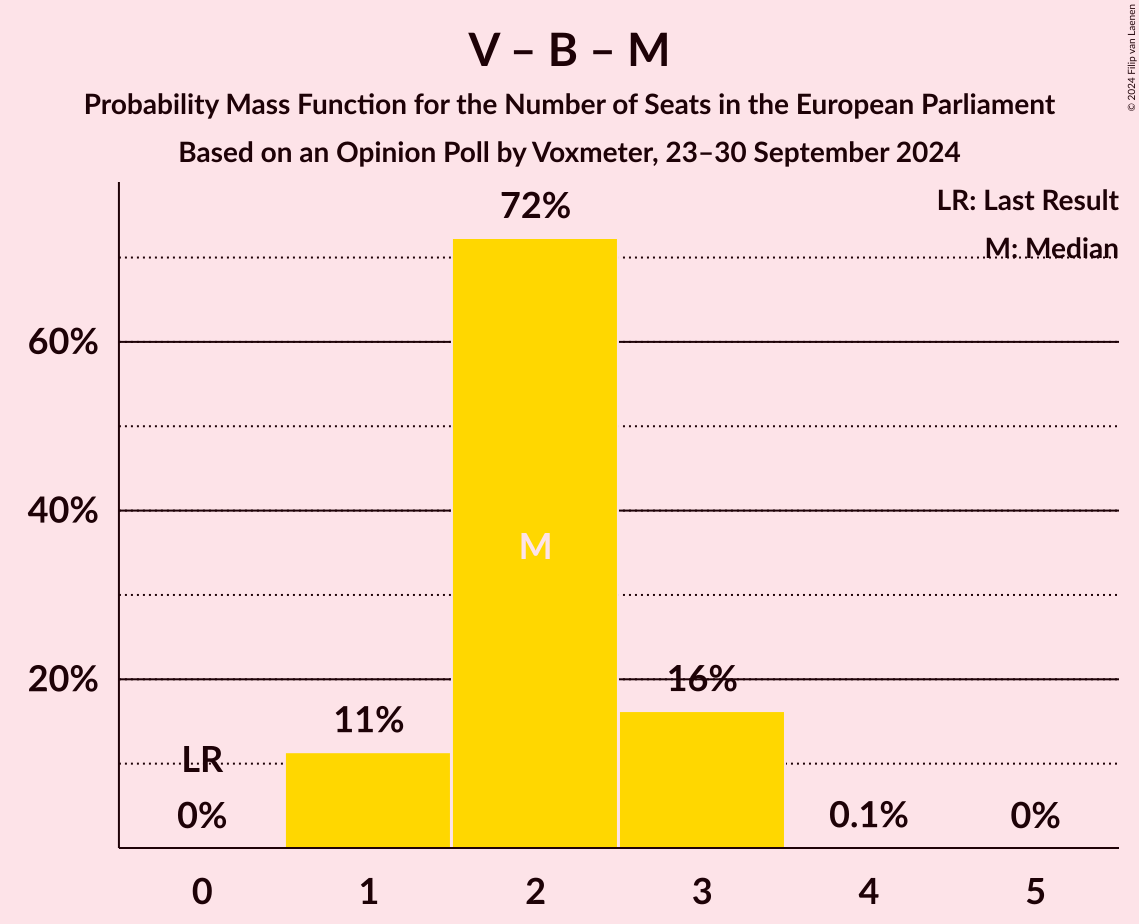 V – B – M
Probability Mass Function for the Number of Seats in the European Parliament
Based on an Opinion Poll by Voxmeter, 23–30 September 2024
© 2024 Filip van Laenen
LR: Last Result
M: Median
72%
60%
40%
M
20%
16%
11%
LR
0%
0.1%
0%
0 1 2 3 4 5